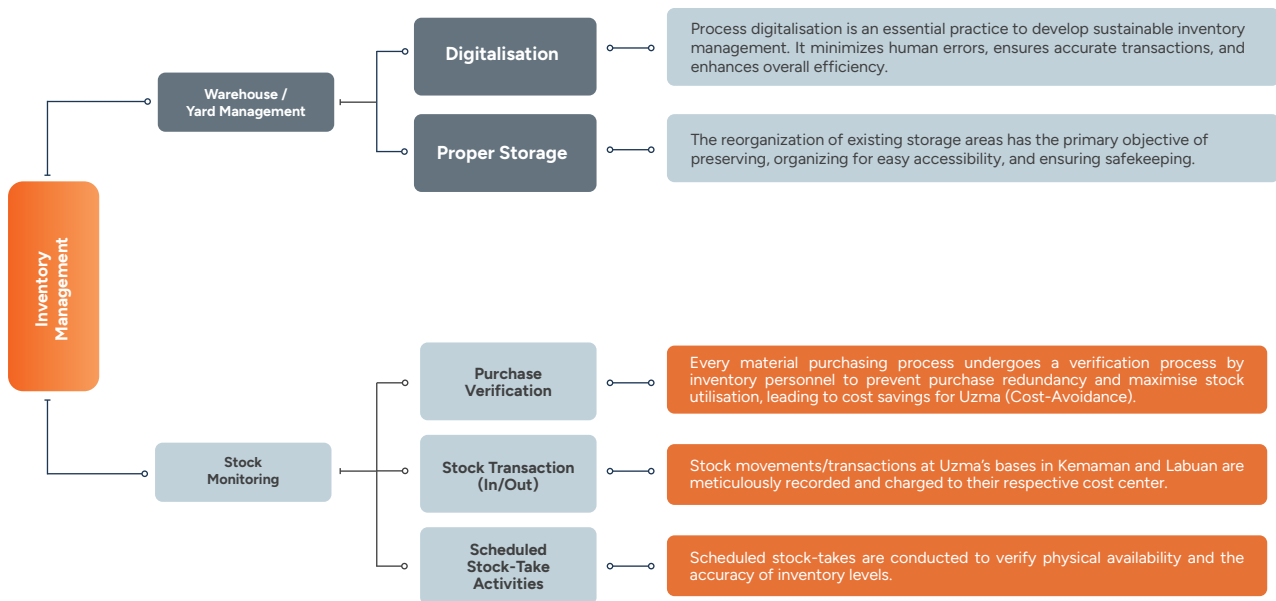 Inventory
Management
Warehouse /
Yard Management
Digitalisation
Process digitalisation is an essential practice to develop sustainable inventory
management. It minimizes human errors, ensures accurate transactions, and
enhances overall efficiency.
Proper Storage
The reorganization of existing storage areas has the primary objective of
preserving, organizing for easy accessibility, and ensuring safekeeping.
Stock
Monitoring
Purchase
Verification
Every material purchasing process undergoes a verification process by
inventory personnel to prevent purchase redundancy and maximise stock
utilisation, leading to cost savings for Uzma (Cost-Avoidance).
Stock Transaction
(In/Out)
Stock movements/transactions at Uzma’s bases in Kemaman and Labuan are
meticulously recorded and charged to their respective cost center.
Scheduled
Stock-Take
Activities
Scheduled stock-takes are conducted to verify physical availability and the
accuracy of inventory levels.